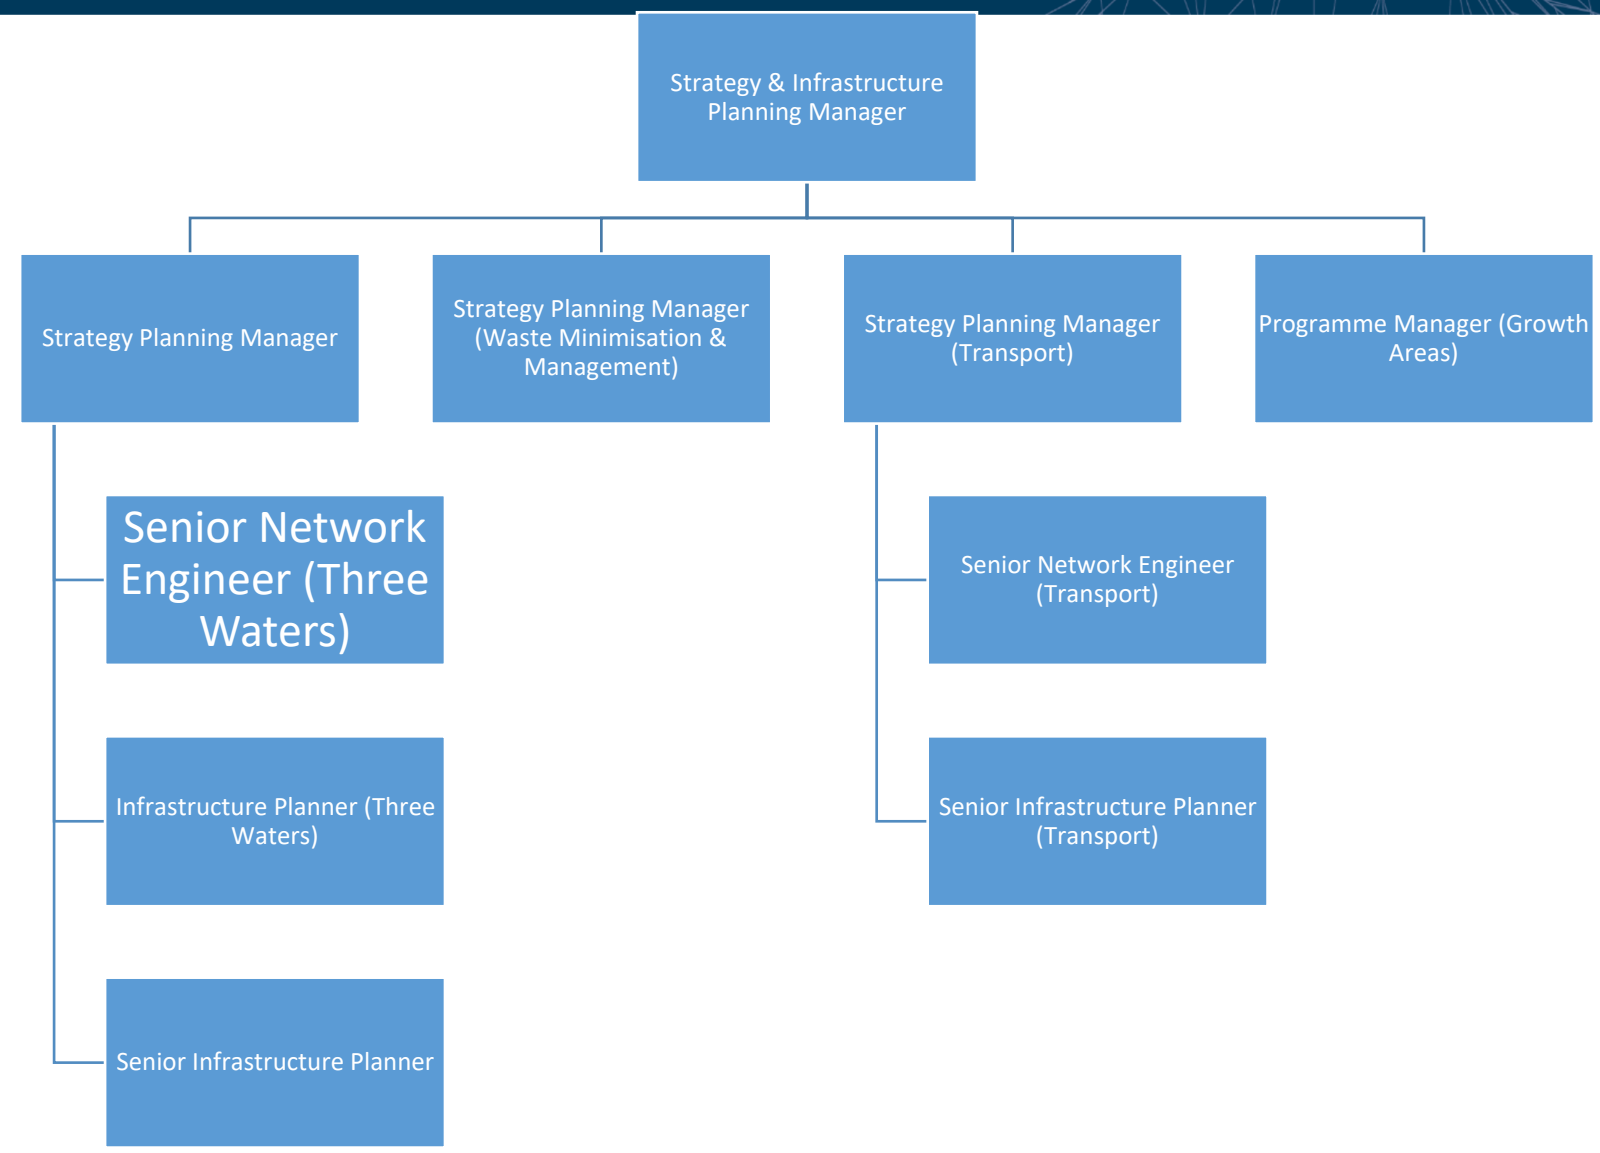 Strategy & Infrastructure
Planning Manager
Strategy Planning Manager
Strategy Planning Manager
(Waste Minimisation &
Management)
Strategy Planning Manager
(Transport)
Programme Manager (Growth
Areas)
Senior Network
Engineer (Three
Waters)
Senior Network Engineer
(Transport)
Infrastructure Planner (Three
Waters)
Senior Infrastructure Planner
(Transport)
Senior Infrastructure Planner